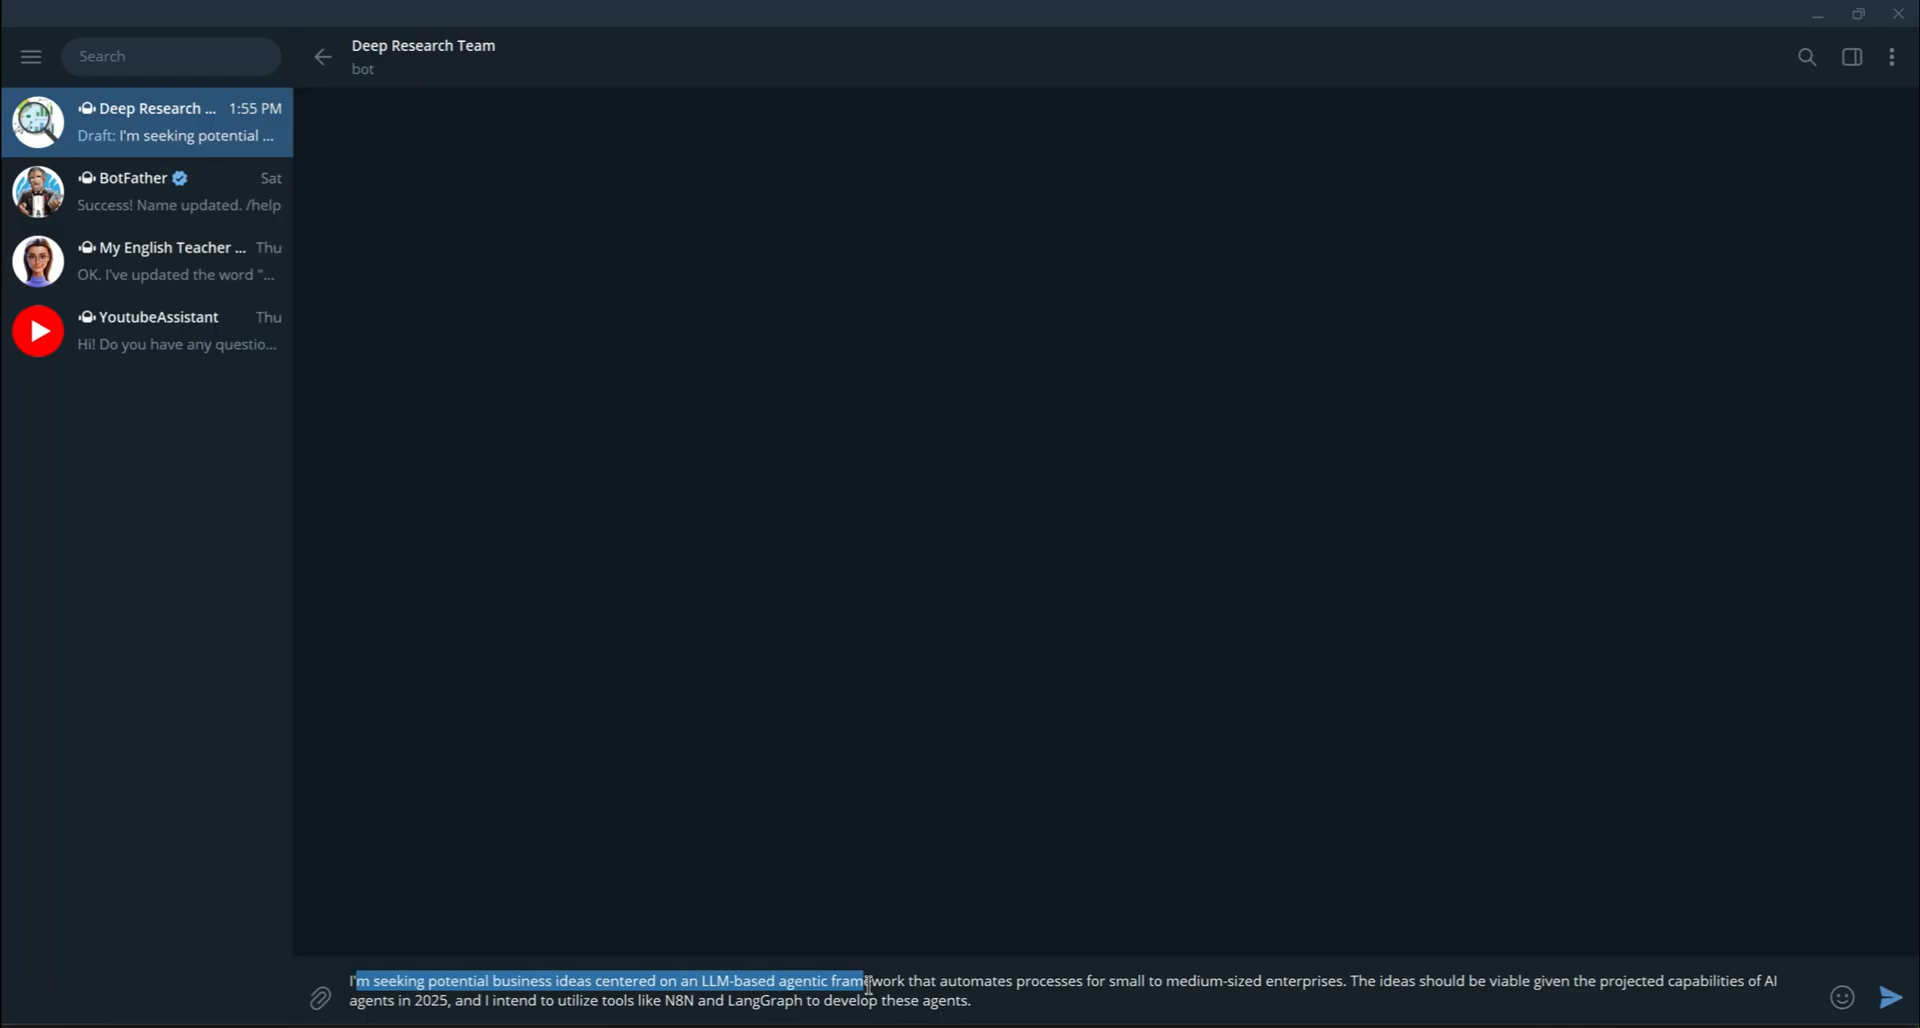 Search
Deep Research Team
bot
Deep Research ... 1:55 PM
Draft: I'm seeking potential ...
BotFather Sat
Success! Name updated. /help
My English Teacher ... Thu
OK. I've updated the word "...
YoutubeAssistant Thu
Hi! Do you have any questio...
I'm seeking potential business ideas centered on an LLM-based agentic framework that automates processes for small to medium-sized enterprises. The ideas should be viable given the projected capabilities of AI
agents in 2025, and I intend to utilize tools like N8N and LangGraph to develop these agents.